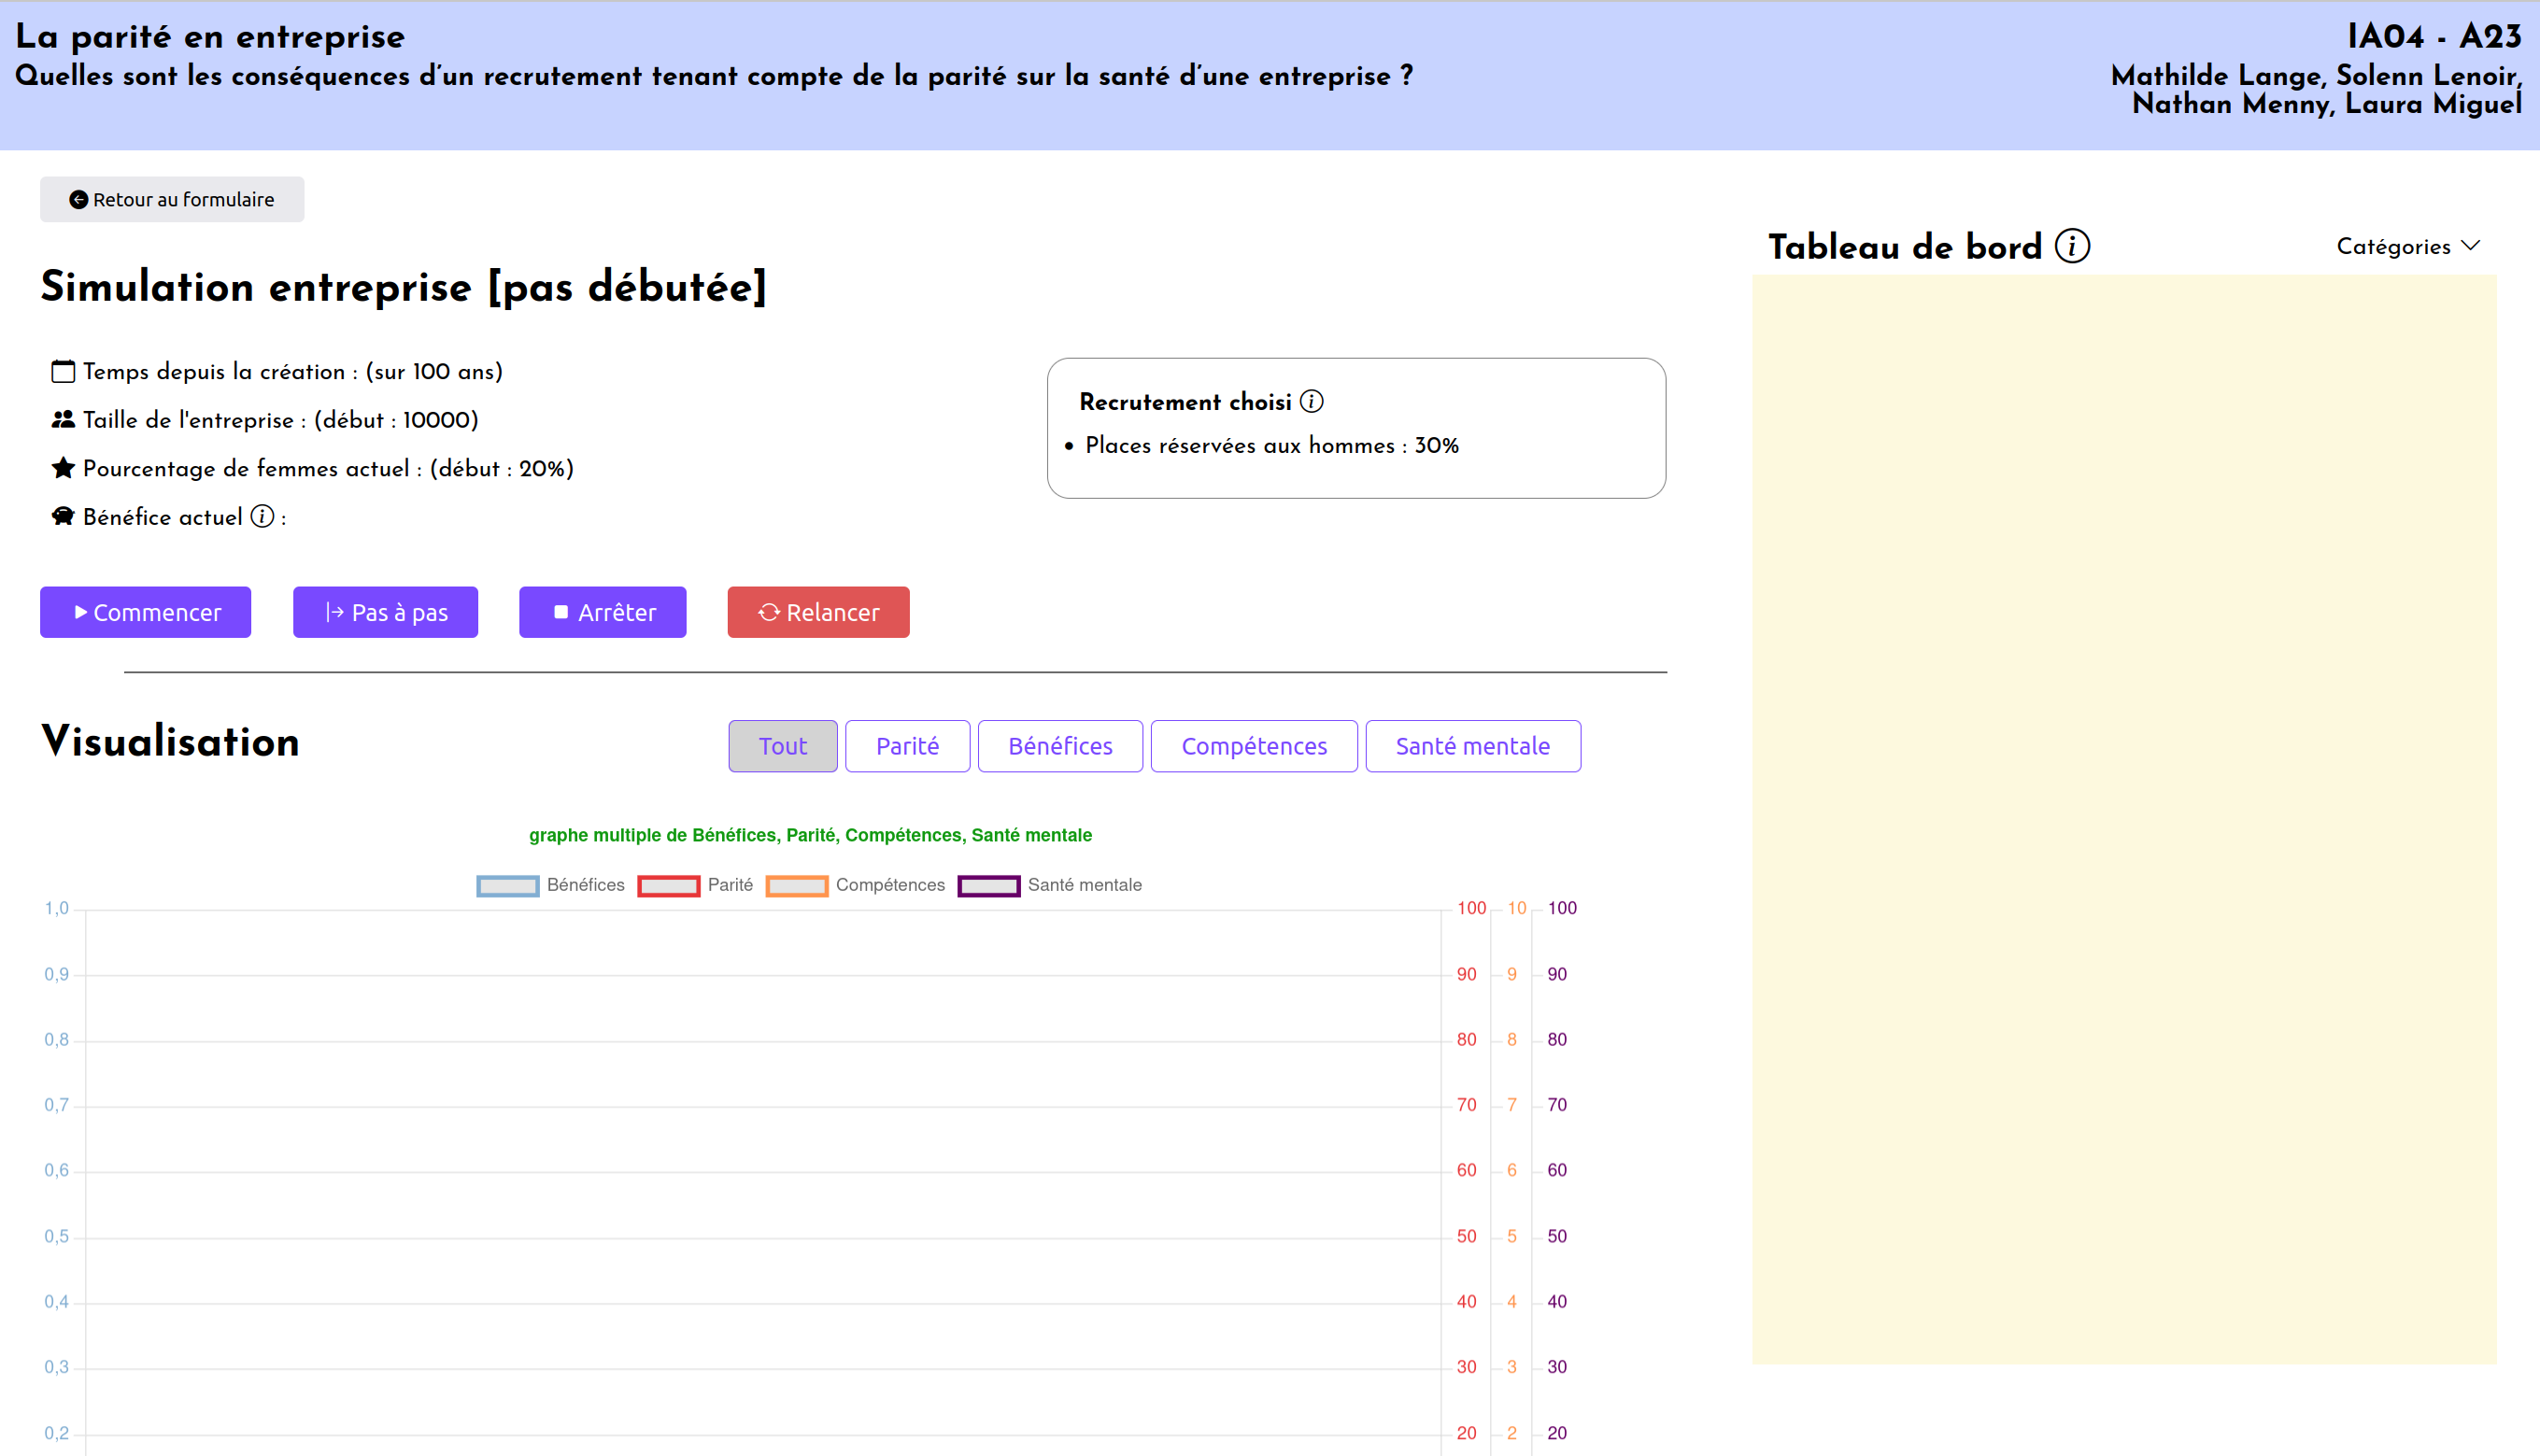 La parité en entreprise
Quelles sont les conséquences d’un recrutement tenant compte de la parité sur la santé d’une entreprise ?
IA04 - A23
Mathilde Lange, Solenn Lenoir,
Nathan Menny, Laura Miguel
Retour au formulaire
Simulation entreprise [pas débutée]
Temps depuis la création : (sur 100 ans)
Taille de l'entreprise : (début : 10000)
Pourcentage de femmes actuel : (début : 20%)
Bénéfice actuel :
Recrutement choisi
• Places réservées aux hommes : 30%
Commencer Pas à pas Arrêter Relancer
Tableau de bord Catégories
Visualisation
Tout Parité Bénéfices Compétences Santé mentale
graphe multiple de Bénéfices, Parité, Compétences, Santé mentale
Bénéfices Parité Compétences Santé mentale
1,0 100 10 100
0,9 90 9 90
0,8 80 8 80
0,7 70 7 70
0,6 60 6 60
0,5 50 5 50
0,4 40 4 40
0,3 30 3 30
0,2 20 2 20